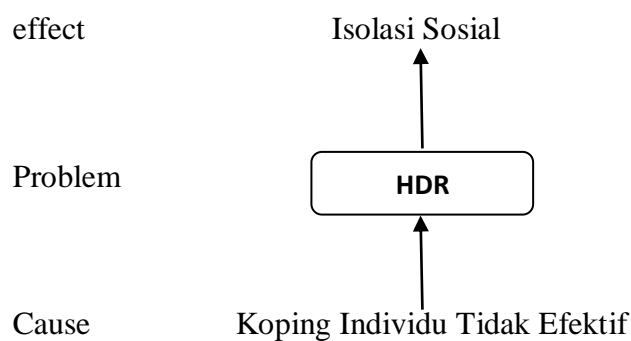 effect Isolasi Sosial
Problem HDR
Cause Koping Individu Tidak Efektif